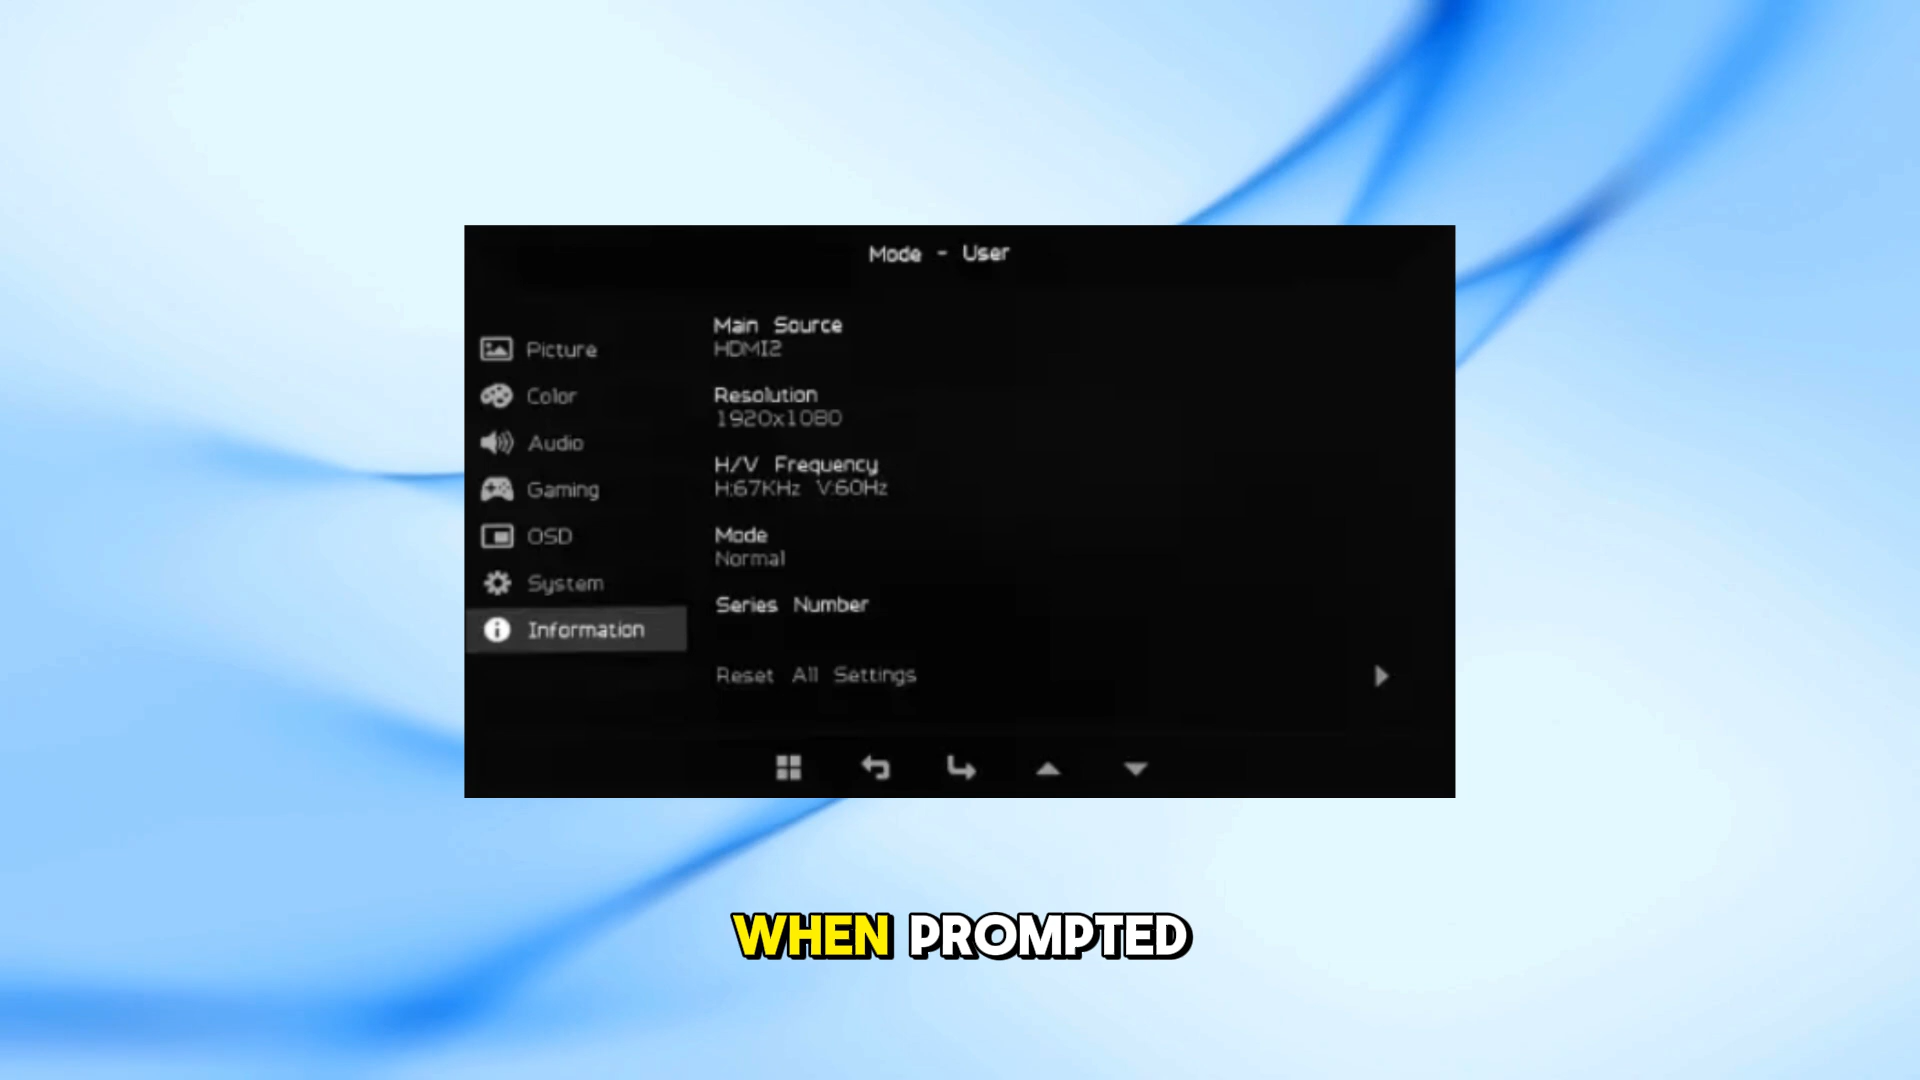 Mode - User
Picture
Color
Audio
Gaming
OSD
System
Information
Main Source
HDMI2
Resolution
1920x1080
H/V Frequency
H:67KHz V:60Hz
Mode
Normal
Series Number
Reset All Settings
WHEN PROMPTED